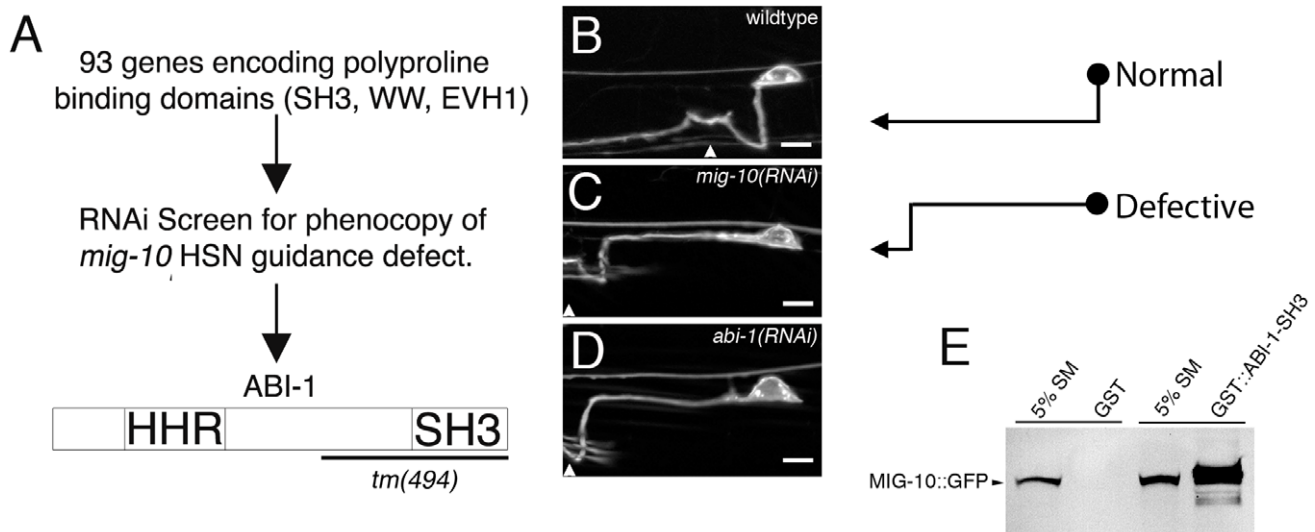 A
93 genes encoding polyproline
binding domains (SH3, WW, EVH1)
RNAi Screen for phenocopy of
mig-10 HSN guidance defect.
ABI-1
HHR
SH3
tm(494)
B
wildtype
C
mig-10(RNAi)
D
abi-1(RNAi)
Normal
Defective
E
5% SM
GST
5% SM
GST::ABI-1-SH3
MIG-10::GFP